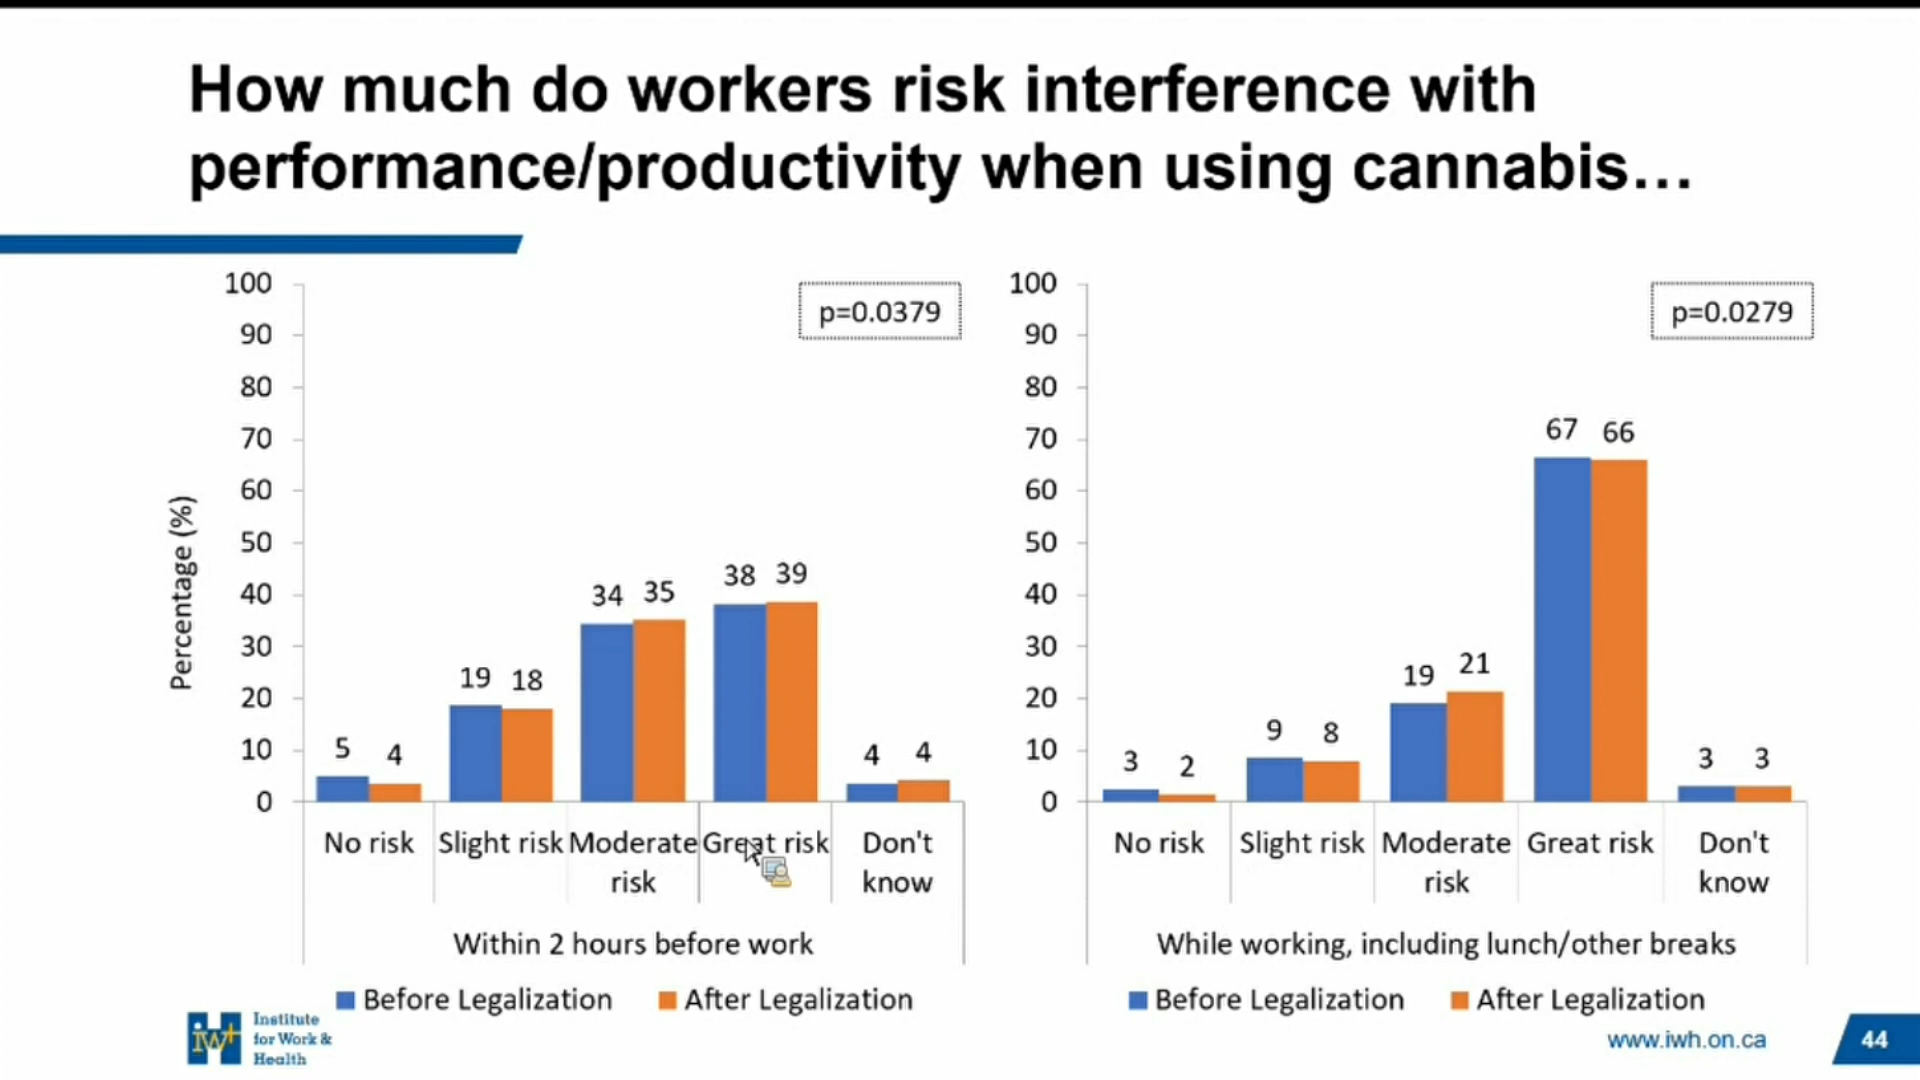 How much do workers risk interference with
performance/productivity when using cannabis…
Percentage (%)
100
90
80
70
60
50
40
30
20
10
0
p=0.0379
5 4
19 18
34 35
38 39
4 4
No risk
Slight risk
Moderate
risk
Great risk
Don't
know
Within 2 hours before work
Before Legalization
After Legalization
100
90
80
70
60
50
40
30
20
10
0
p=0.0279
3 2
9 8
19 21
67 66
3 3
No risk
Slight risk
Moderate
risk
Great risk
Don't
know
While working, including lunch/other breaks
Before Legalization
After Legalization
iw+
Institute
for Work &
Health
www.iwh.on.ca
44